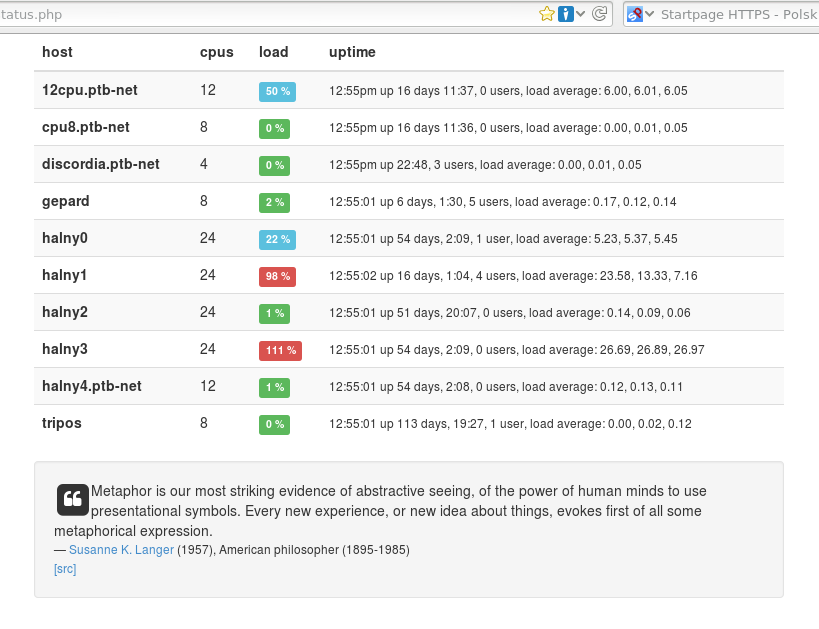 tatus.php
Startpage HTTPS - Polsk
host cpus load uptime
12cpu.ptb-net 12 50 % 12:55pm up 16 days 11:37, 0 users, load average: 6.00, 6.01, 6.05
cpu8.ptb-net 8 0 % 12:55pm up 16 days 11:36, 0 users, load average: 0.00, 0.01, 0.05
discordia.ptb-net 4 0 % 12:55pm up 22:48, 3 users, load average: 0.00, 0.01, 0.05
gepard 8 2 % 12:55:01 up 6 days, 1:30, 5 users, load average: 0.17, 0.12, 0.14
halny0 24 22 % 12:55:01 up 54 days, 2:09, 1 user, load average: 5.23, 5.37, 5.45
halny1 24 98 % 12:55:02 up 16 days, 1:04, 4 users, load average: 23.58, 13.33, 7.16
halny2 24 1 % 12:55:01 up 51 days, 20:07, 0 users, load average: 0.14, 0.09, 0.06
halny3 24 111 % 12:55:01 up 54 days, 2:09, 0 users, load average: 26.69, 26.89, 26.97
halny4.ptb-net 12 1 % 12:55:01 up 54 days, 2:08, 0 users, load average: 0.12, 0.13, 0.11
tripos 8 0 % 12:55:01 up 113 days, 19:27, 1 user, load average: 0.00, 0.02, 0.12
Metaphor is our most striking evidence of abstractive seeing, of the power of human minds to use
presentational symbols. Every new experience, or new idea about things, evokes first of all some
metaphorical expression.
— Susanne K. Langer (1957), American philosopher (1895-1985)
[src]